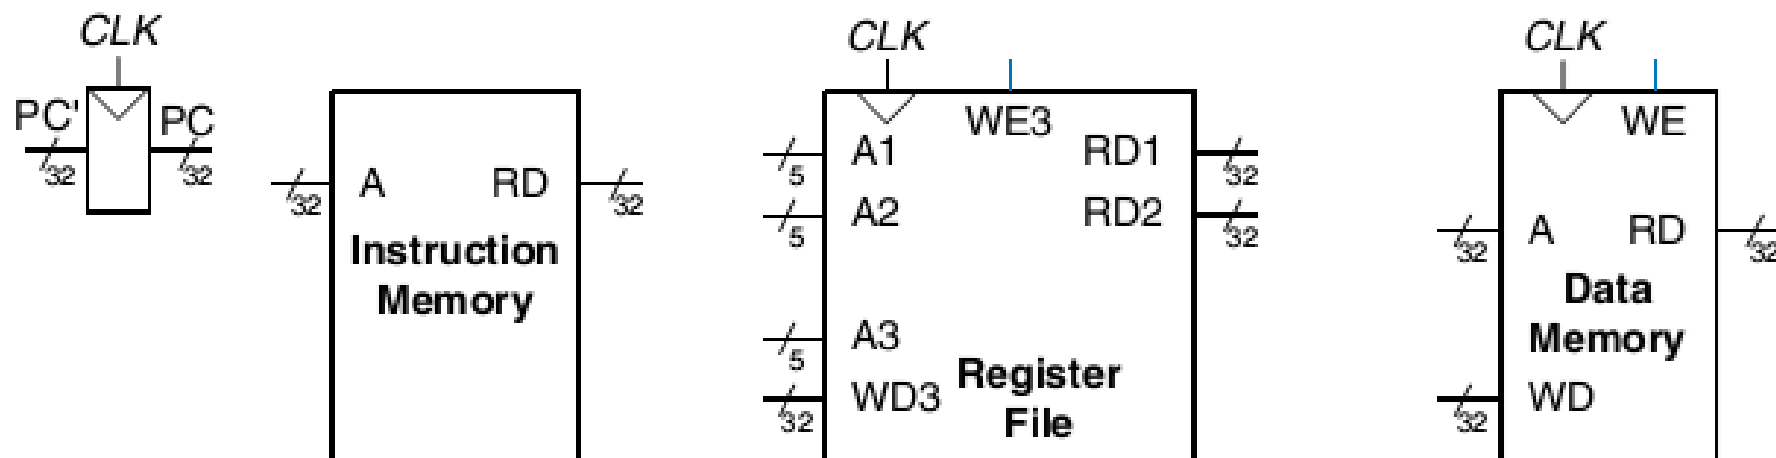 CLK
PC'
PC
32
32
A
RD
32
32
Instruction
Memory
CLK
WE3
A1
RD1
5
32
A2
RD2
5
32
A3
5
WD3
32
Register
File
CLK
WE
A
RD
32
32
Data
Memory
WD
32